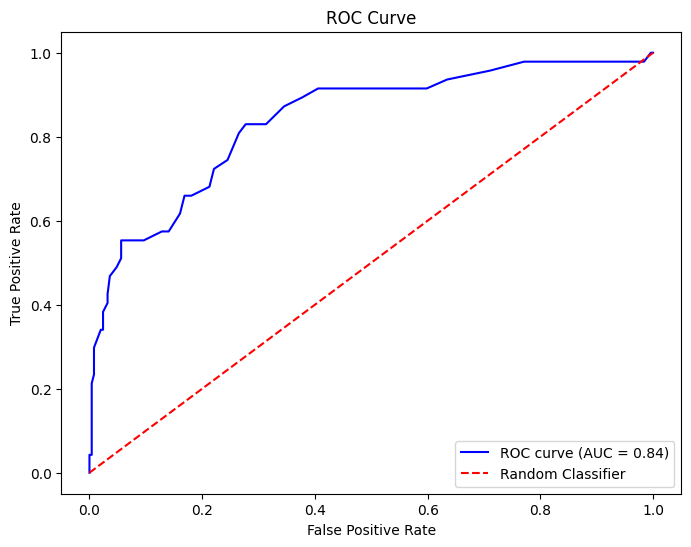 ROC Curve
1.0
0.8
0.6
0.4
0.2
0.0
True Positive Rate
0.0 0.2 0.4 0.6 0.8 1.0
False Positive Rate
ROC curve (AUC = 0.84)
Random Classifier